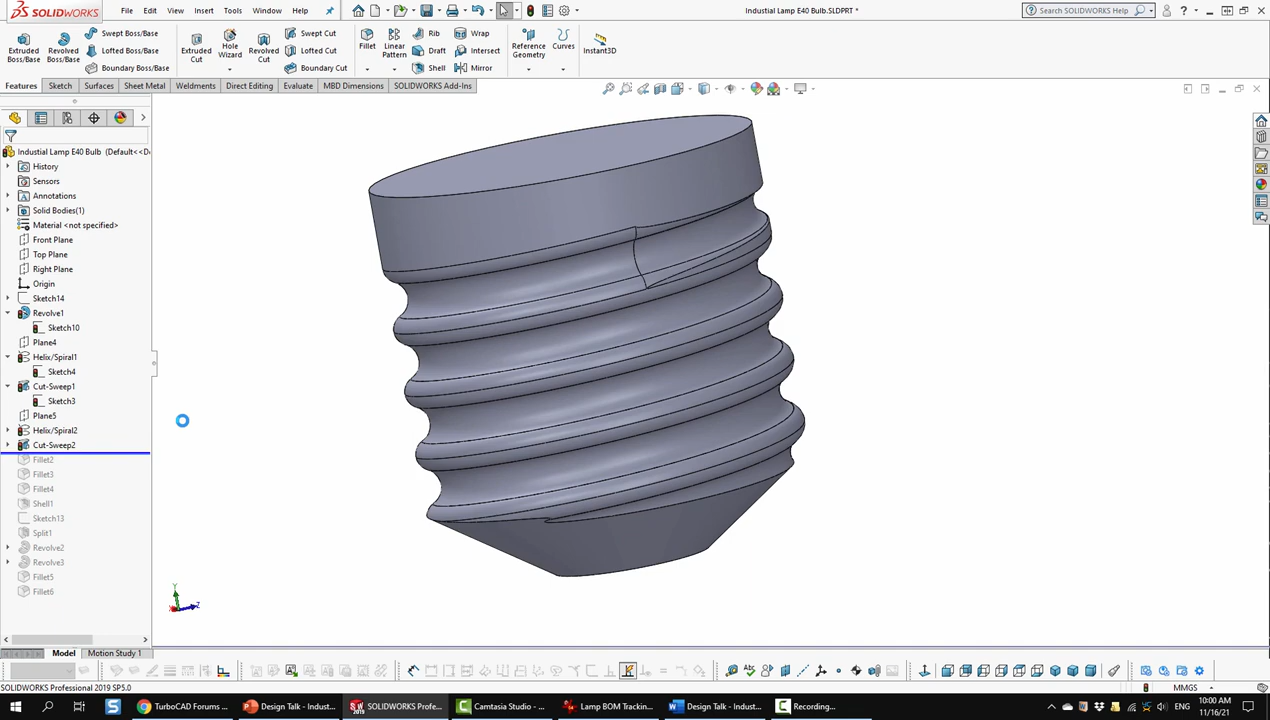 SOLIDWORKS
File Edit View Insert Tools Window Help
Industial Lamp E40 Bulb.SLDPRT *
Search SOLIDWORKS Help
Extruded Boss/Base
Revolved Boss/Base
Swept Boss/Base
Lofted Boss/Base
Boundary Boss/Base
Extruded Cut
Hole Wizard
Revolved Cut
Swept Cut
Lofted Cut
Boundary Cut
Fillet
Linear Pattern
Rib
Draft
Shell
Wrap
Intersect
Mirror
Reference Geometry
Curves
Instant3D
Features Sketch Surfaces Sheet Metal Weldments Direct Editing Evaluate MBD Dimensions SOLIDWORKS Add-Ins
Industial Lamp E40 Bulb (Default<<D
History
Sensors
Annotations
Solid Bodies(1)
Material <not specified>
Front Plane
Top Plane
Right Plane
Origin
Sketch14
Revolve1
Sketch10
Plane4
Helix/Spiral1
Sketch4
Cut-Sweep1
Sketch3
Plane5
Helix/Spiral2
Cut-Sweep2
Fillet2
Fillet3
Fillet4
Shell1
Sketch13
Split1
Revolve2
Revolve3
Fillet5
Fillet6
Y
Z
Model Motion Study 1
SOLIDWORKS Professional 2019 SP5.0
MMGS
TurboCAD Forums ...
Design Talk - Indust...
SOLIDWORKS Profe...
Camtasia Studio - ...
Lamp BOM Trackin...
Design Talk - Indust...
Recording...
ENG
10:00 AM
11/16/21